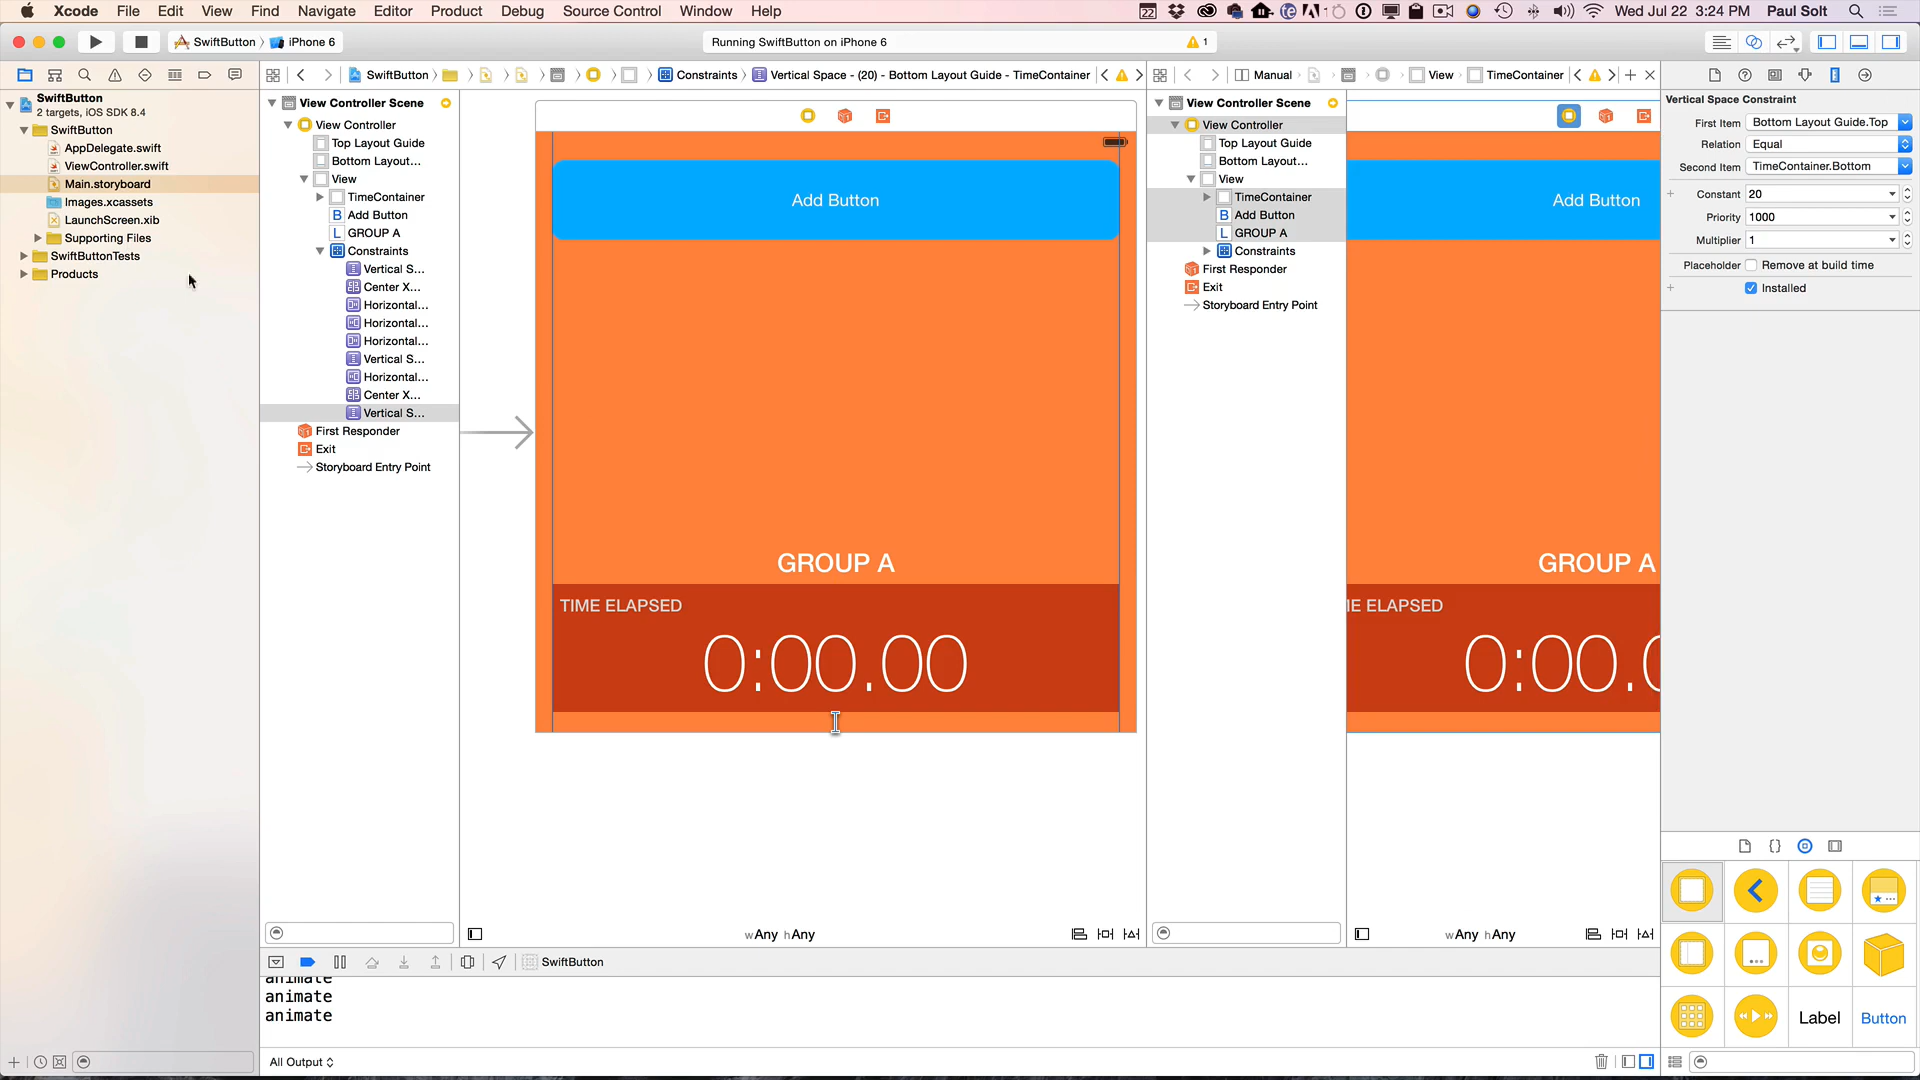 Xcode File Edit View Find Navigate Editor Product Debug Source Control Window Help
22 1 Wed Jul 22 3:24 PM Paul Solt
SwiftButton iPhone 6
Running SwiftButton on iPhone 6
1
SwiftButton
2 targets, iOS SDK 8.4
SwiftButton
AppDelegate.swift
ViewController.swift
Main.storyboard
Images.xcassets
LaunchScreen.xib
Supporting Files
SwiftButtonTests
Products
SwiftButton Constraints Vertical Space - (20) - Bottom Layout Guide - TimeContainer
View Controller Scene
View Controller
Top Layout Guide
Bottom Layout...
View
TimeContainer
B Add Button
L GROUP A
Constraints
Vertical S...
Center X...
Horizontal...
Horizontal...
Horizontal...
Vertical S...
Horizontal...
Center X...
Vertical S...
First Responder
Exit
Storyboard Entry Point
Add Button
GROUP A
TIME ELAPSED
0:00.00
wAny hAny
Manual View TimeContainer
View Controller Scene
View Controller
Top Layout Guide
Bottom Layout...
View
TimeContainer
B Add Button
L GROUP A
Constraints
First Responder
Exit
Storyboard Entry Point
Add Button
GROUP A
IE ELAPSED
0:00.0
wAny hAny
Vertical Space Constraint
First Item Bottom Layout Guide.Top
Relation Equal
Second Item TimeContainer.Bottom
Constant 20
Priority 1000
Multiplier 1
Placeholder Remove at build time
Installed
Label Button
SwiftButton
animate
animate
animate
All Output